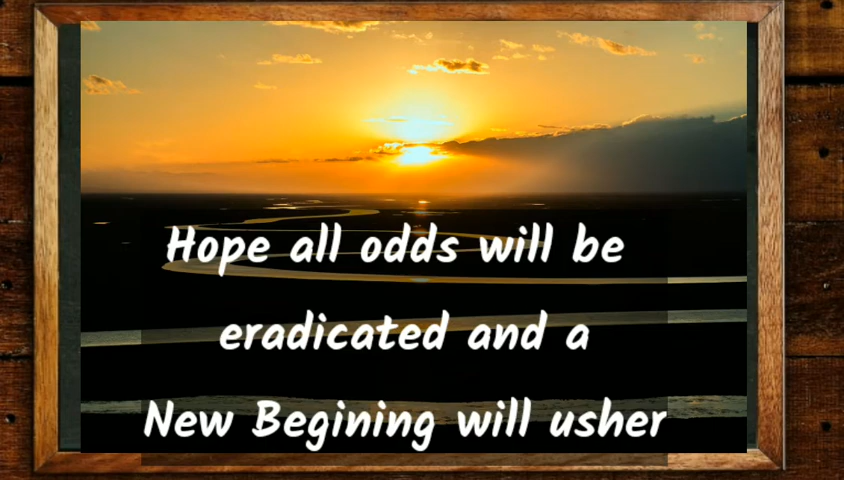 Hope all odds will be
eradicated and a
New Begining will usher